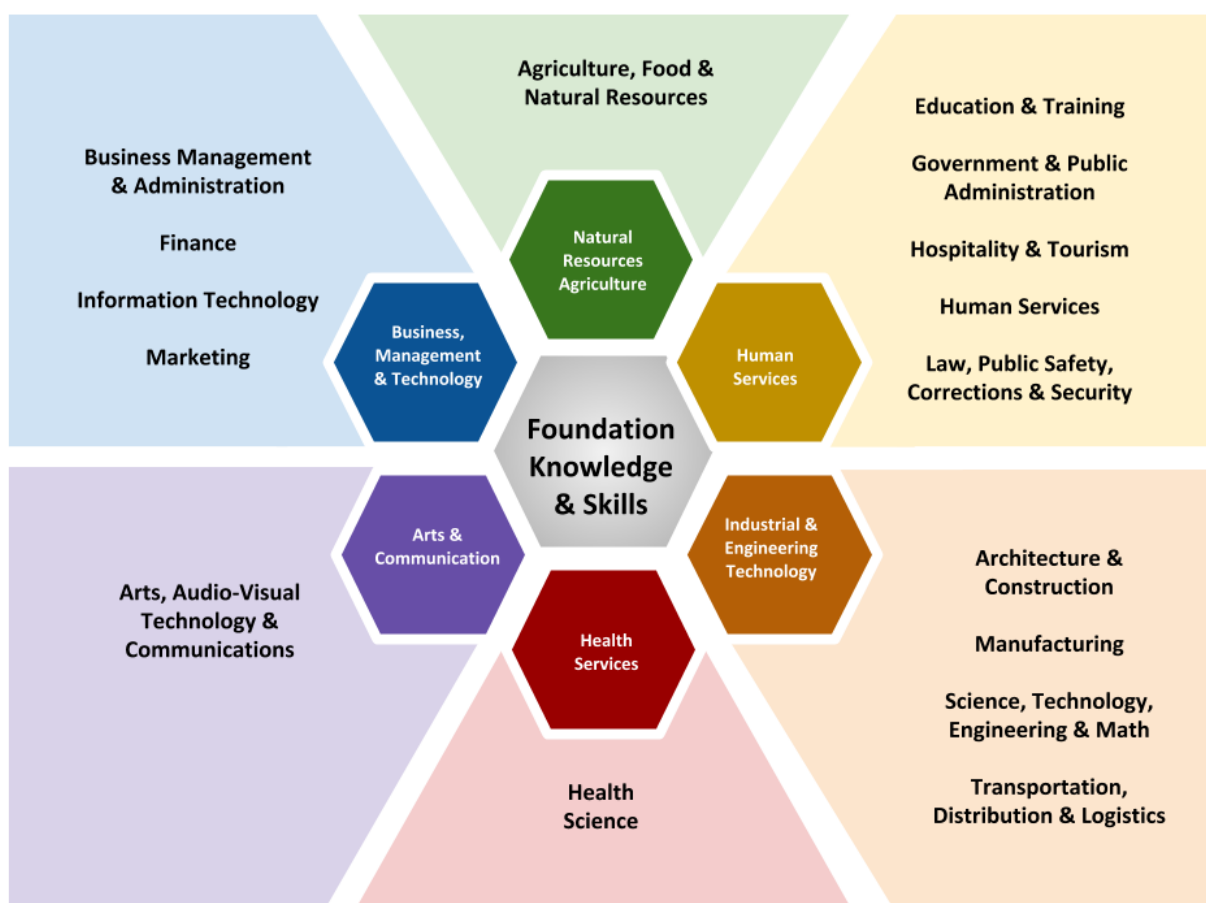 Agriculture, Food &
Natural Resources
Education & Training
Government & Public
Administration
Hospitality & Tourism
Human Services
Law, Public Safety,
Corrections & Security
Business Management
& Administration
Finance
Information Technology
Marketing
Natural
Resources
Agriculture
Business,
Management
& Technology
Human
Services
Foundation
Knowledge
& Skills
Arts &
Communication
Industrial &
Engineering
Technology
Health
Services
Arts, Audio-Visual
Technology &
Communications
Architecture &
Construction
Manufacturing
Science, Technology,
Engineering & Math
Transportation,
Distribution & Logistics
Health
Science